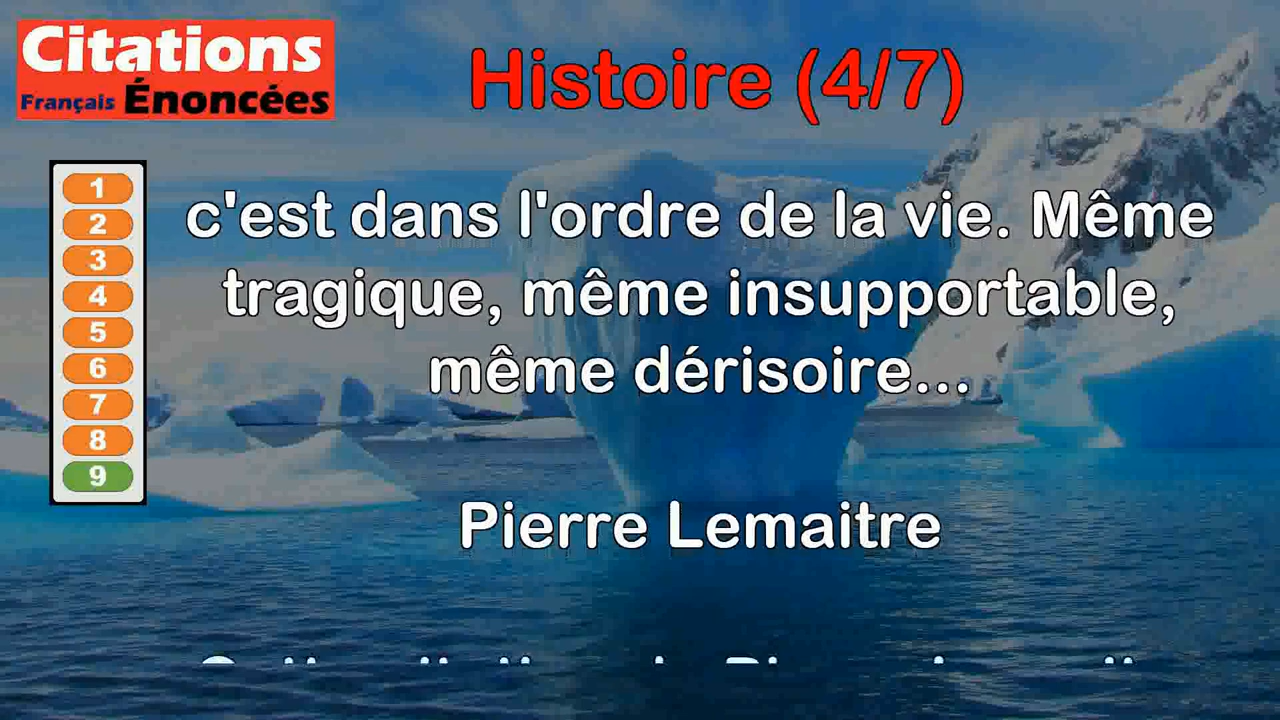 Citations
Français Énoncées
Histoire (4/7)
1
2
3
4
5
6
7
8
9
c'est dans l'ordre de la vie. Même
tragique, même insupportable,
même dérisoire...
Pierre Lemaitre